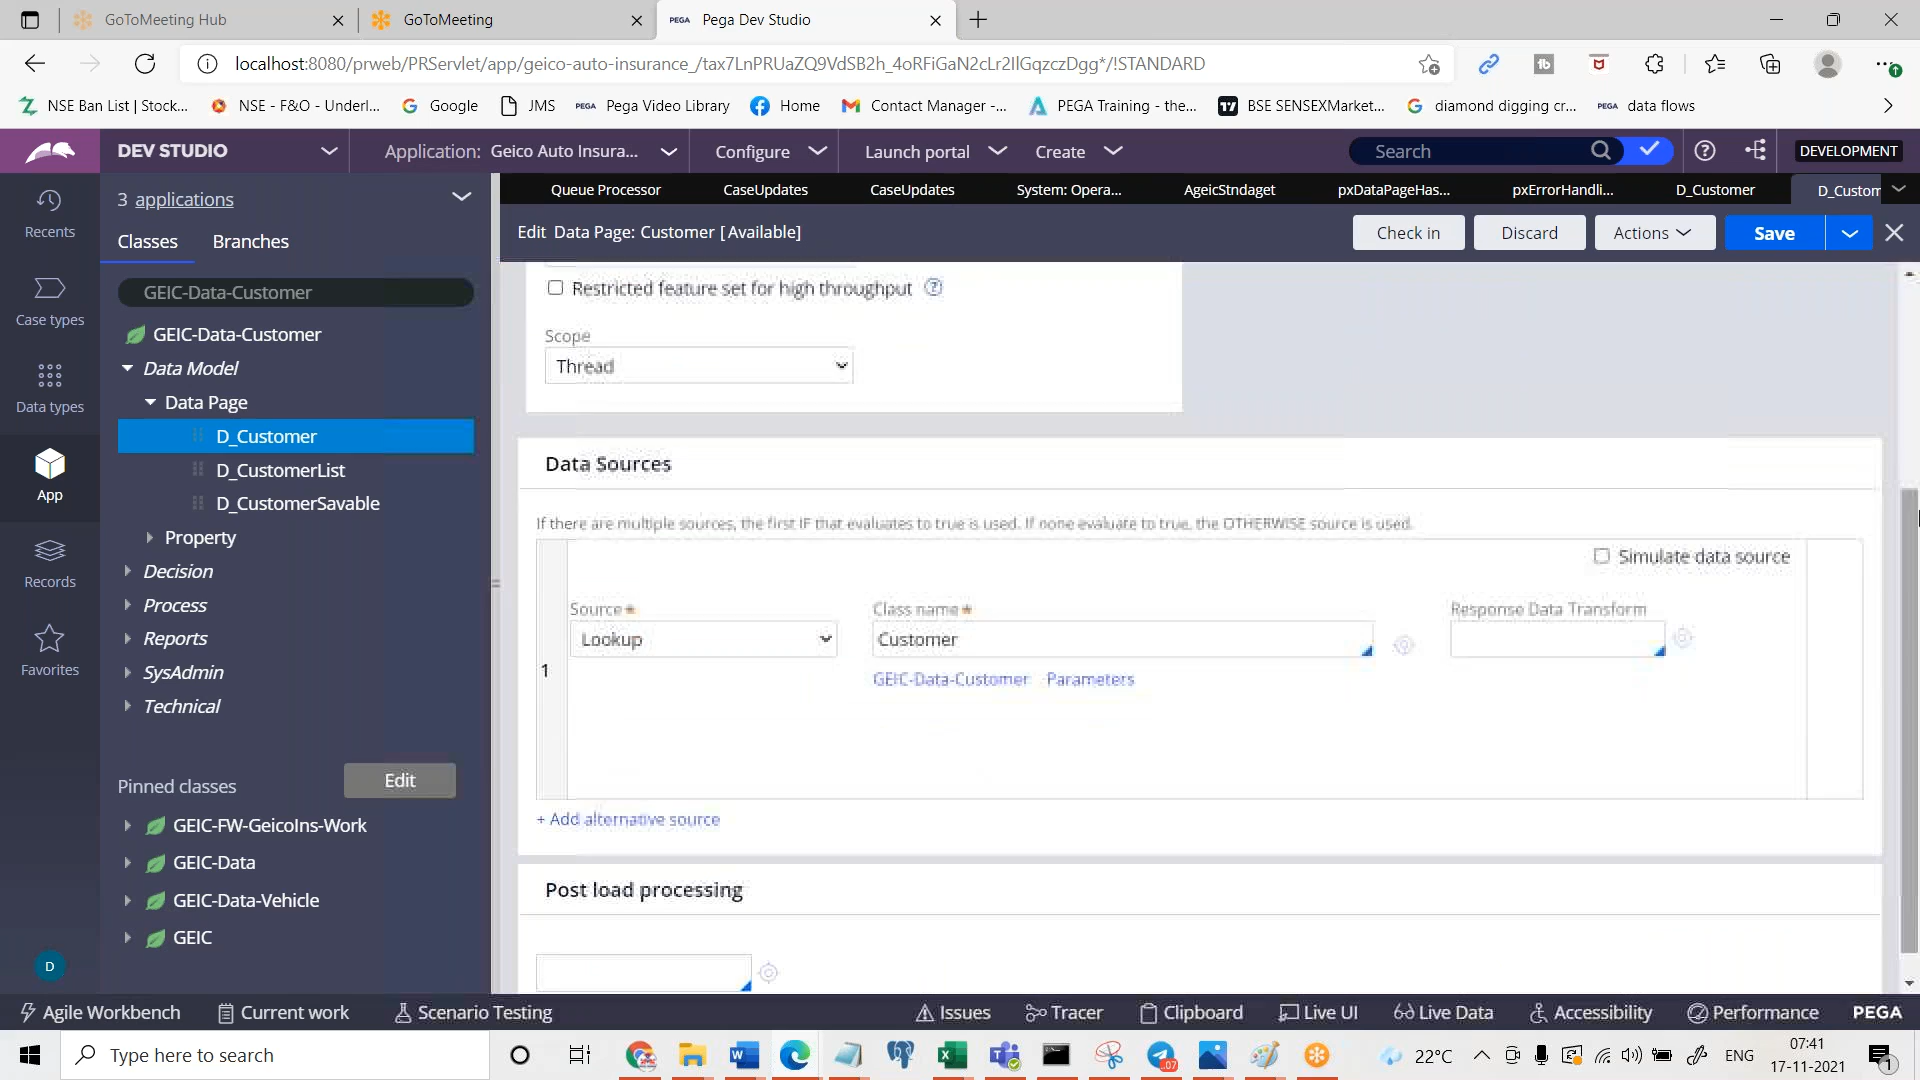 GoToMeeting Hub
GoToMeeting
PEGA Pega Dev Studio
localhost:8080/prweb/PRServlet/app/geico-auto-insurance_/tax7LnPRUaZQ9VdSB2h_4oRFiGaN2cLr2IlGqzczDgg*/!STANDARD
NSE Ban List | Stock... NSE - F&O - Underl... Google JMS PEGA Pega Video Library Home Contact Manager -... PEGA Training - the... BSE SENSEXMarket... diamond digging cr... PEGA data flows
DEV STUDIO Application: Geico Auto Insura... Configure Launch portal Create Search DEVELOPMENT
Recents
Case types
Data types
App
Records
Favorites
D
3 applications
Classes Branches
GEIC-Data-Customer
GEIC-Data-Customer
Data Model
Data Page
D_Customer
D_CustomerList
D_CustomerSavable
Property
Decision
Process
Reports
SysAdmin
Technical
Pinned classes Edit
GEIC-FW-GeicoIns-Work
GEIC-Data
GEIC-Data-Vehicle
GEIC
Queue Processor CaseUpdates CaseUpdates System: Opera... AgeicStndaget pxDataPageHas... pxErrorHandli... D_Customer D_Custom
Edit Data Page: Customer [Available] Check in Discard Actions Save
Restricted feature set for high throughput
Scope
Thread
Data Sources
If there are multiple sources, the first IF that evaluates to true is used. If none evaluate to true, the OTHERWISE source is used.
Simulate data source
Source* Class name* Response Data Transform
Lookup Customer
1 GEIC-Data-Customer Parameters
+ Add alternative source
Post load processing
Agile Workbench Current work Scenario Testing Issues Tracer Clipboard Live UI Live Data Accessibility Performance PEGA
Type here to search
22°C ENG 07:41
17-11-2021
1